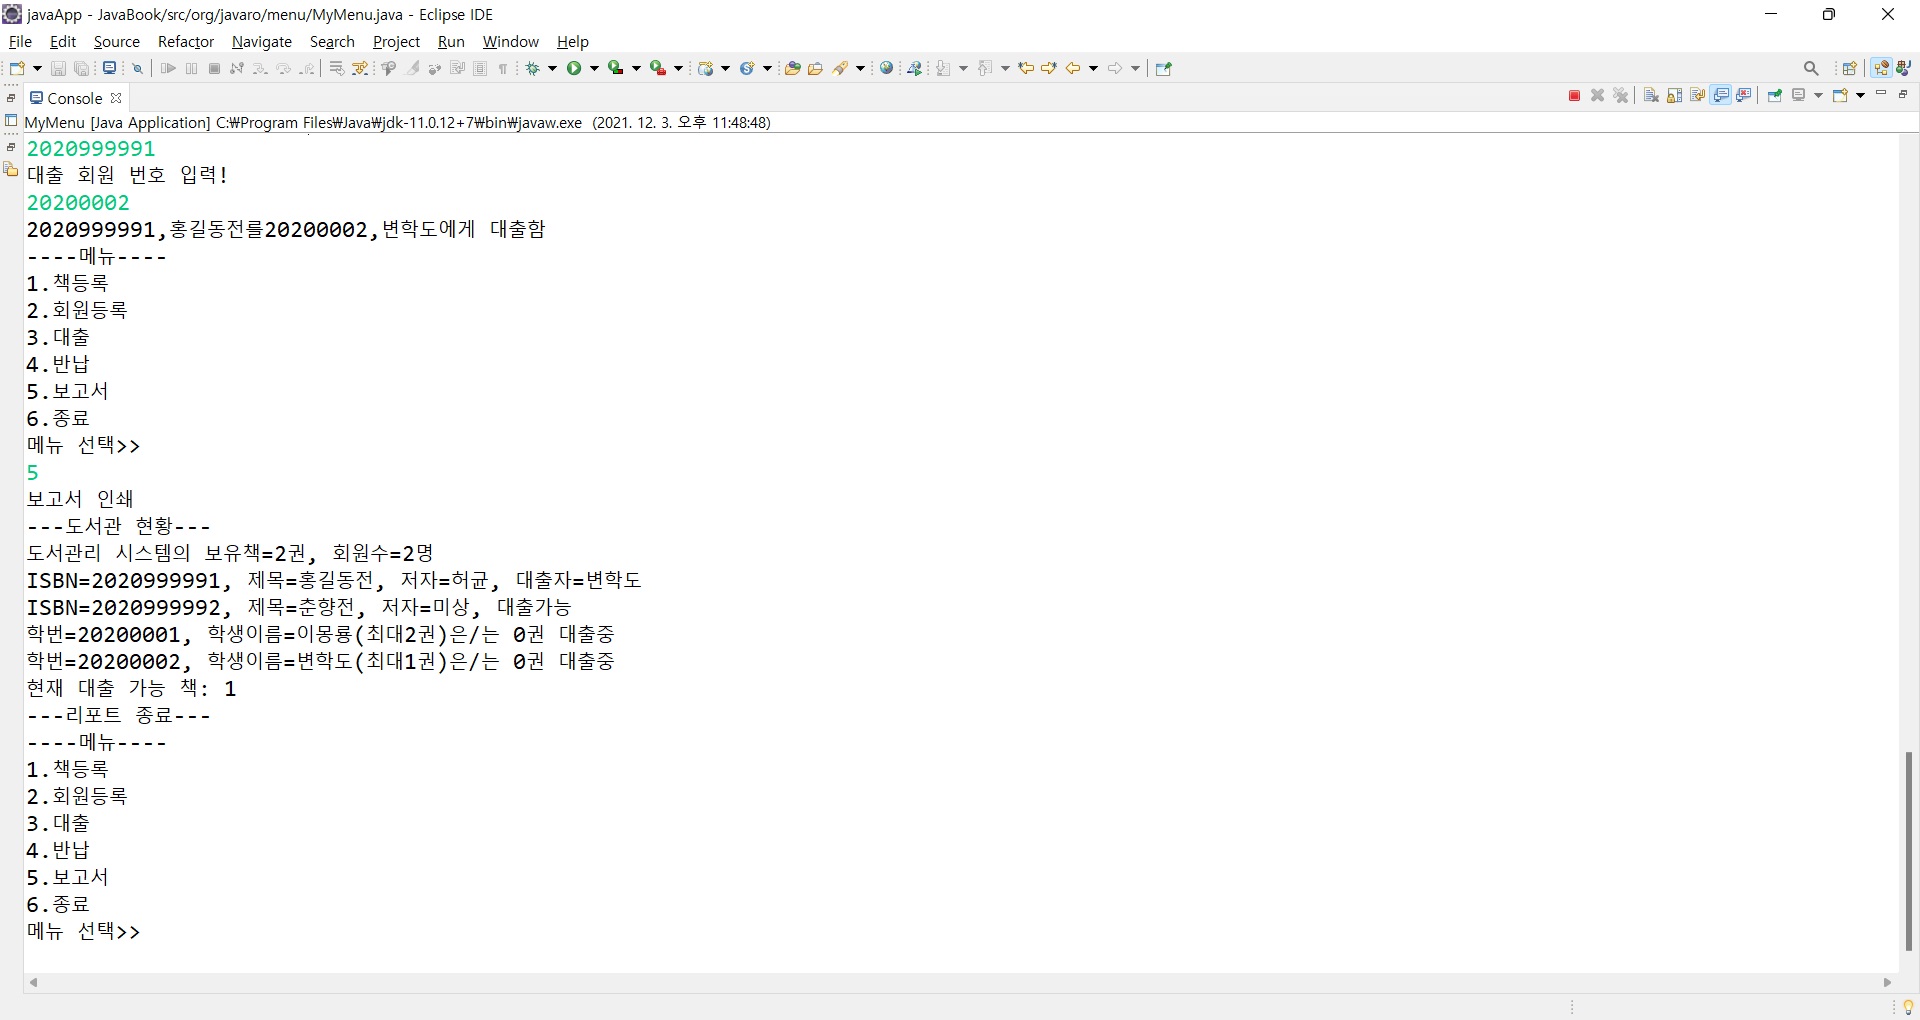 javaApp - JavaBook/src/org/javaro/menu/MyMenu.java - Eclipse IDE
File Edit Source Refactor Navigate Search Project Run Window Help
Console
MyMenu [Java Application] C:₩Program Files₩Java₩jdk-11.0.12+7₩bin₩javaw.exe (2021. 12. 3. 오후 11:48:48)
2020999991
대출 회원 번호 입력!
20200002
2020999991,홍길동전를20200002,변학도에게 대출함
----메뉴----
1.책등록
2.회원등록
3.대출
4.반납
5.보고서
6.종료
메뉴 선택>>
5
보고서 인쇄
---도서관 현황---
도서관리 시스템의 보유책=2권, 회원수=2명
ISBN=2020999991, 제목=홍길동전, 저자=허균, 대출자=변학도
ISBN=2020999992, 제목=춘향전, 저자=미상, 대출가능
학번=20200001, 학생이름=이몽룡(최대2권)은/는 0권 대출중
학번=20200002, 학생이름=변학도(최대1권)은/는 0권 대출중
현재 대출 가능 책: 1
---리포트 종료---
----메뉴----
1.책등록
2.회원등록
3.대출
4.반납
5.보고서
6.종료
메뉴 선택>>